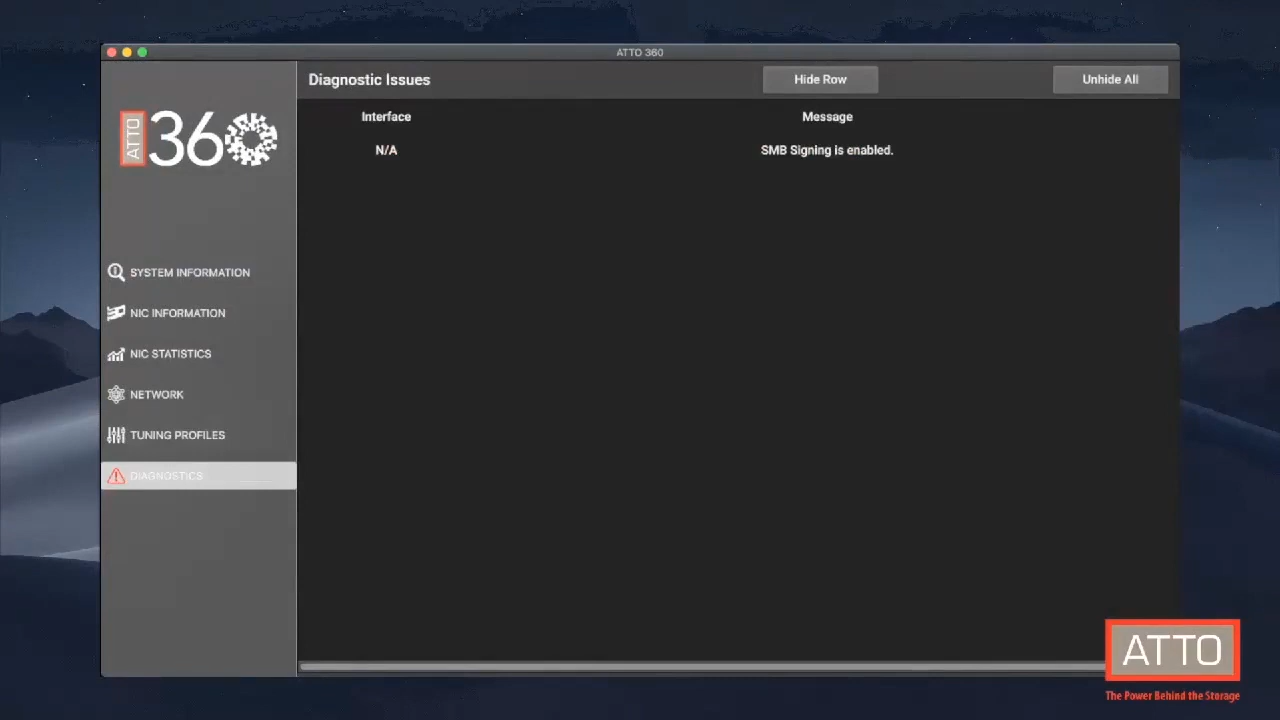 ATTO 360
ATTO 360
Diagnostic Issues
Hide Row
Unhide All
Interface
Message
N/A
SMB Signing is enabled.
SYSTEM INFORMATION
NIC INFORMATION
NIC STATISTICS
NETWORK
TUNING PROFILES
DIAGNOSTICS
ATTO
The Power Behind the Storage